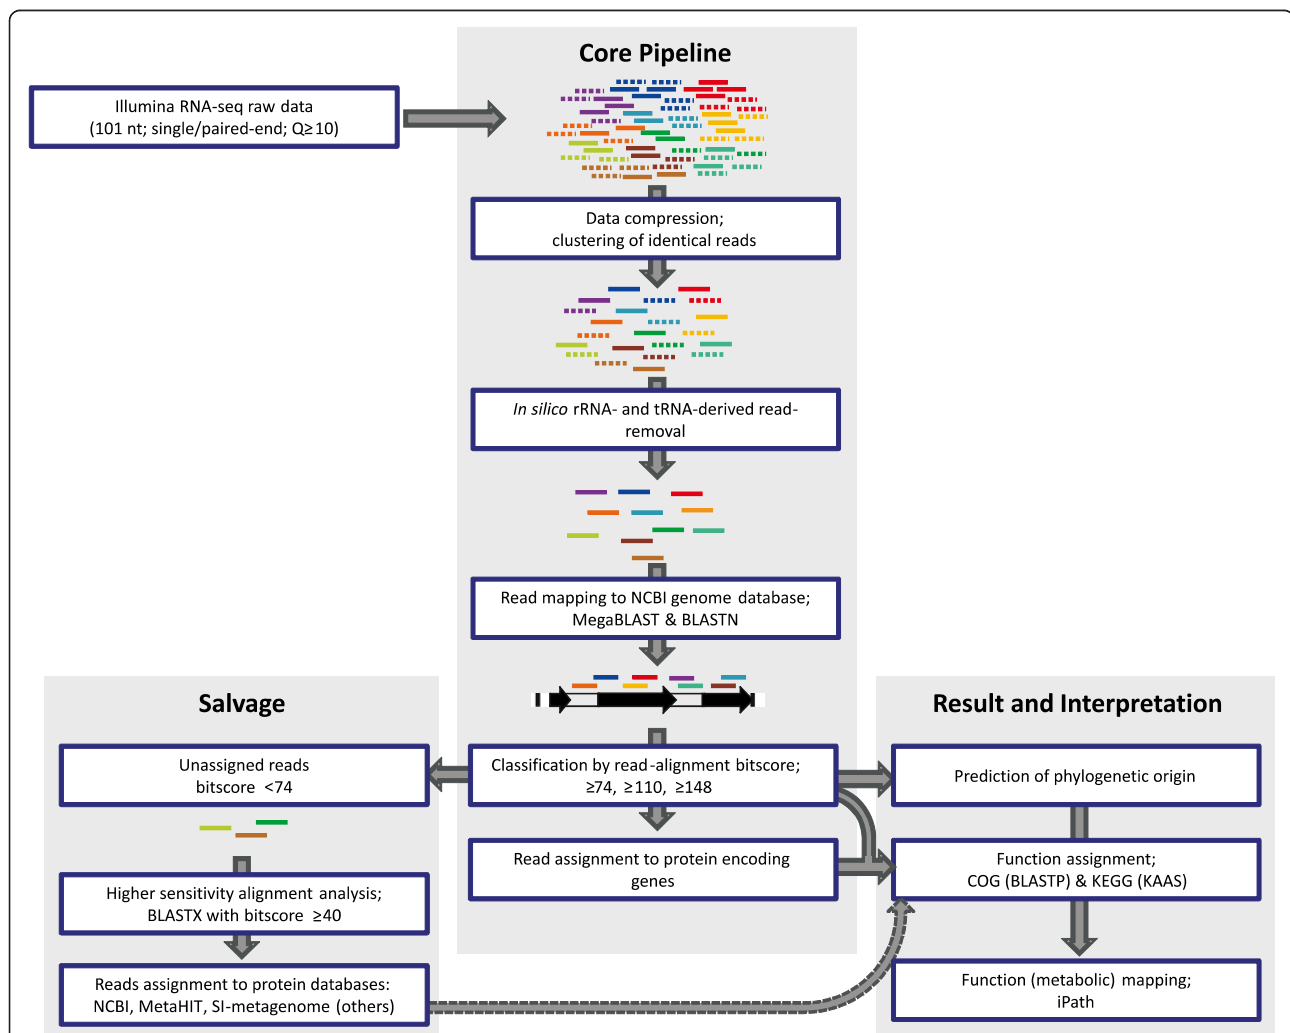 Core Pipeline
Illumina RNA-seq raw data
(101 nt; single/paired-end; Q≥10)
Data compression;
clustering of identical reads
In silico rRNA- and tRNA-derived read-
removal
Read mapping to NCBI genome database;
MegaBLAST & BLASTN
Salvage
Result and Interpretation
Unassigned reads
bitscore <74
Classification by read-alignment bitscore;
≥74, ≥110, ≥148
Prediction of phylogenetic origin
Read assignment to protein encoding
genes
Function assignment;
COG (BLASTP) & KEGG (KAAS)
Higher sensitivity alignment analysis;
BLASTX with bitscore ≥40
Reads assignment to protein databases:
NCBI, MetaHIT, SI-metagenome (others)
Function (metabolic) mapping;
iPath